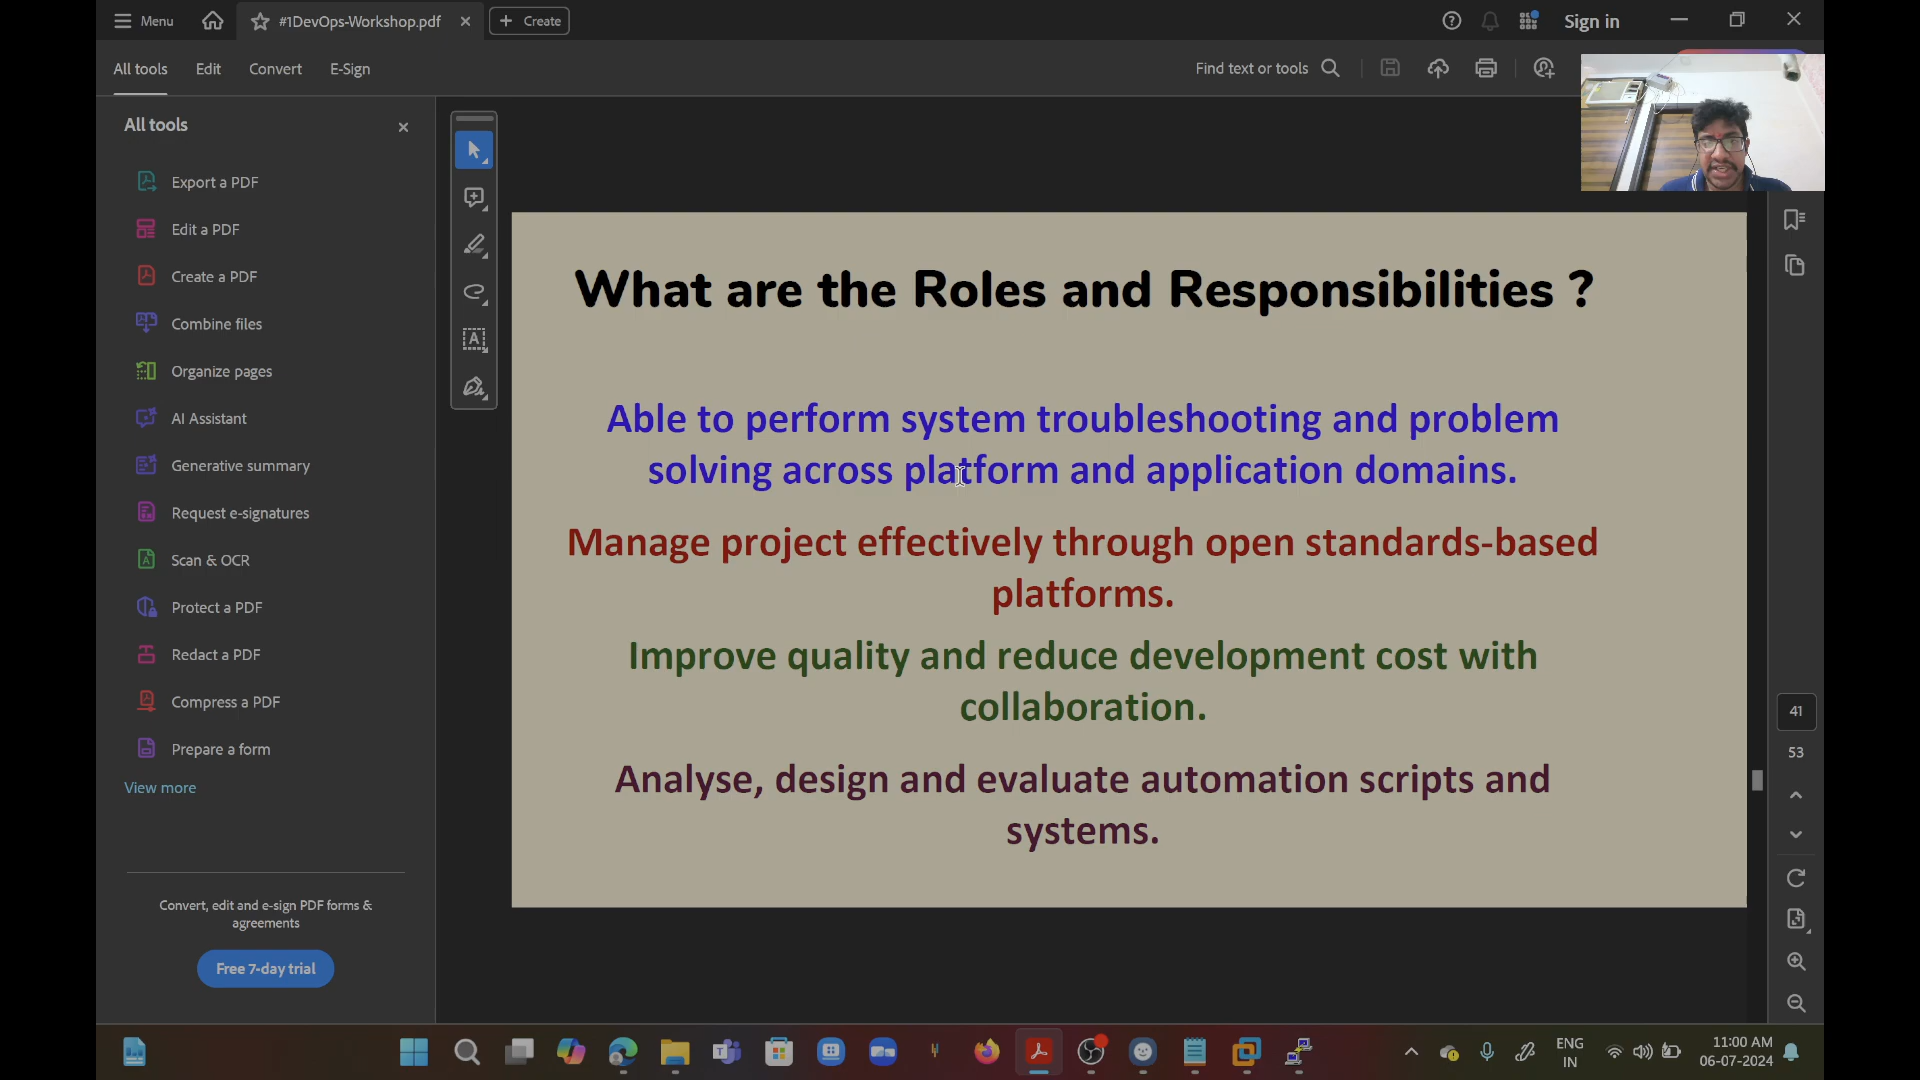 Menu
#1DevOps-Workshop.pdf
Create
Sign in
All tools
Edit
Convert
E-Sign
Find text or tools
All tools
Export a PDF
Edit a PDF
Create a PDF
Combine files
Organize pages
AI Assistant
Generative summary
Request e-signatures
Scan & OCR
Protect a PDF
Redact a PDF
Compress a PDF
Prepare a form
View more
Convert, edit and e-sign PDF forms &
agreements
Free 7-day trial
What are the Roles and Responsibilities ?
Able to perform system troubleshooting and problem
solving across platform and application domains.
Manage project effectively through open standards-based
platforms.
Improve quality and reduce development cost with
collaboration.
Analyse, design and evaluate automation scripts and
systems.
41
53
ENG
IN
11:00 AM
06-07-2024